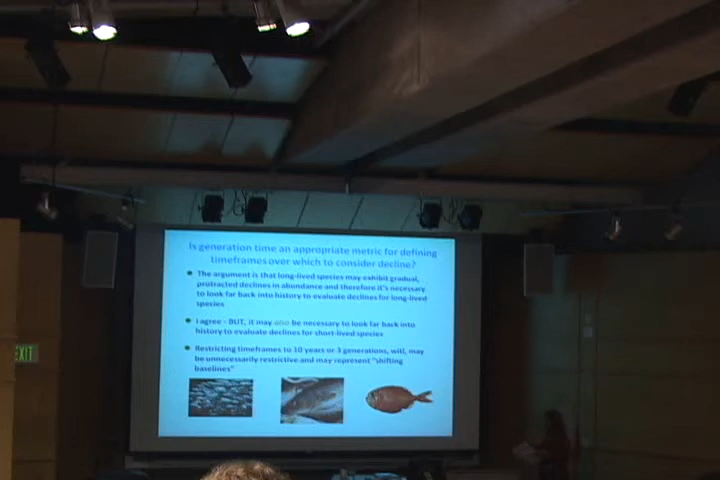 Is generation time an appropriate metric for defining
timeframes over which to consider decline?
The argument is that long-lived species may exhibit gradual,
protracted declines in abundance and therefore it's necessary
to look far back into history to evaluate declines for long-lived
species
I agree - BUT, it may also be necessary to look far back into
history to evaluate declines for short-lived species
Restricting timeframes to 10 years or 3 generations, will, may
be unnecessarily restrictive and may represent "shifting
baselines"
EXIT